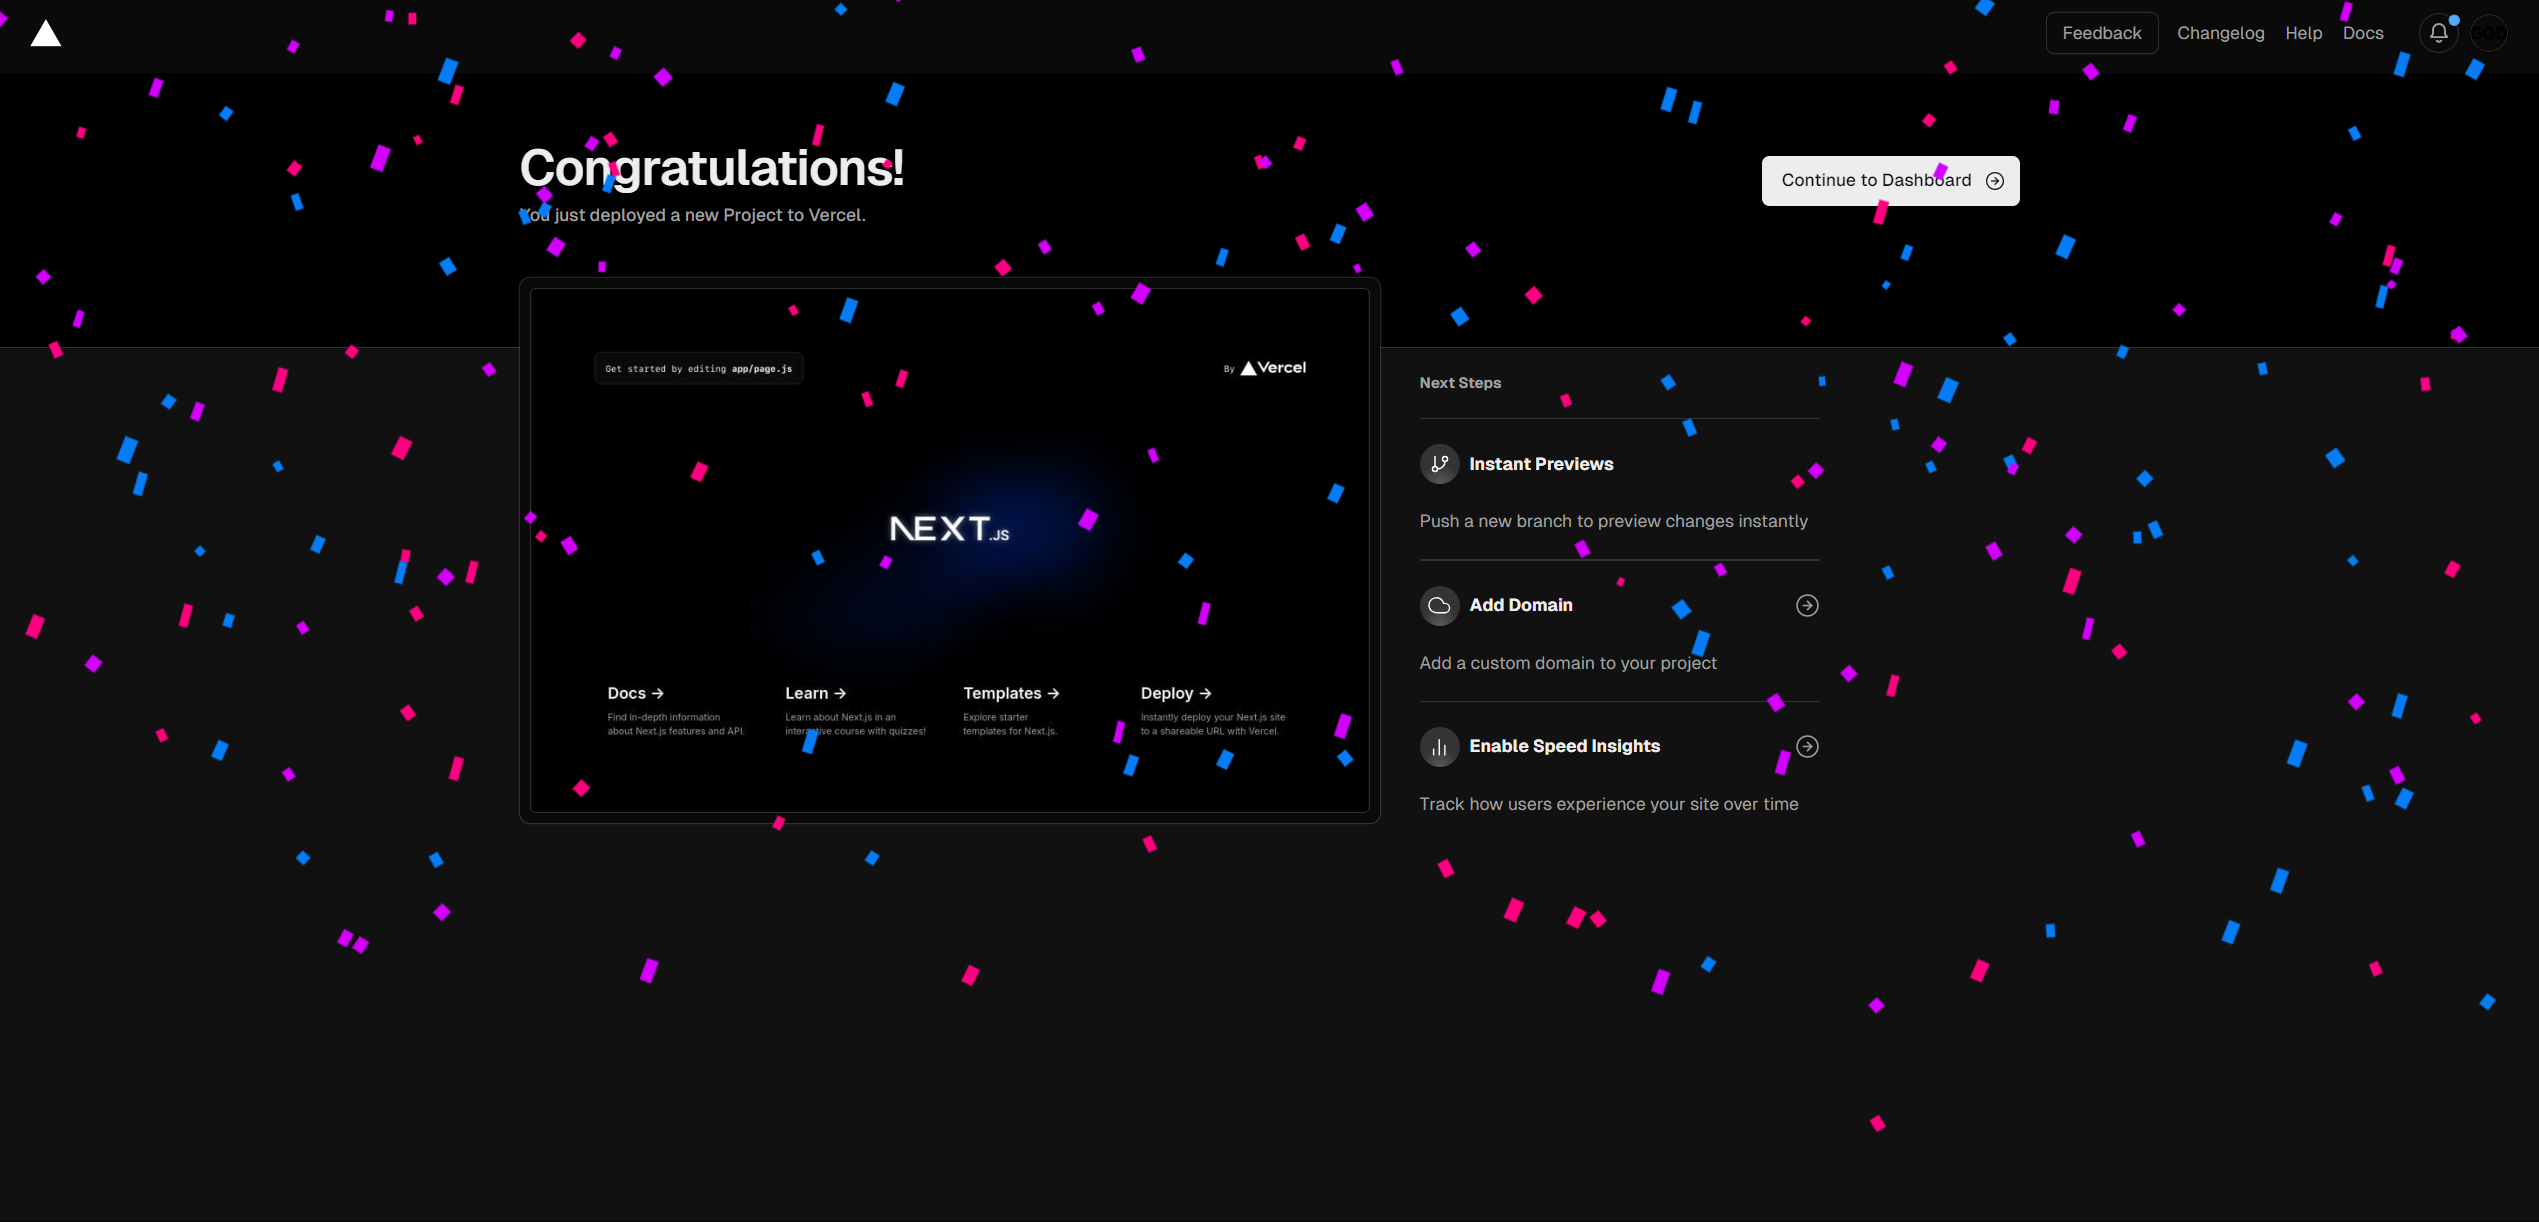 Feedback
Changelog
Help
Docs
GOD
Congratulations!
You just deployed a new Project to Vercel.
Continue to Dashboard
Get started by editing app/page.js
By Vercel
NEXT.JS
Docs ->
Find in-depth information
about Next.js features and API.
Learn ->
Learn about Next.js in an
interactive course with quizzes!
Templates ->
Explore starter
templates for Next.js.
Deploy ->
Instantly deploy your Next.js site
to a shareable URL with Vercel.
Next Steps
Instant Previews
Push a new branch to preview changes instantly
Add Domain
Add a custom domain to your project
Enable Speed Insights
Track how users experience your site over time